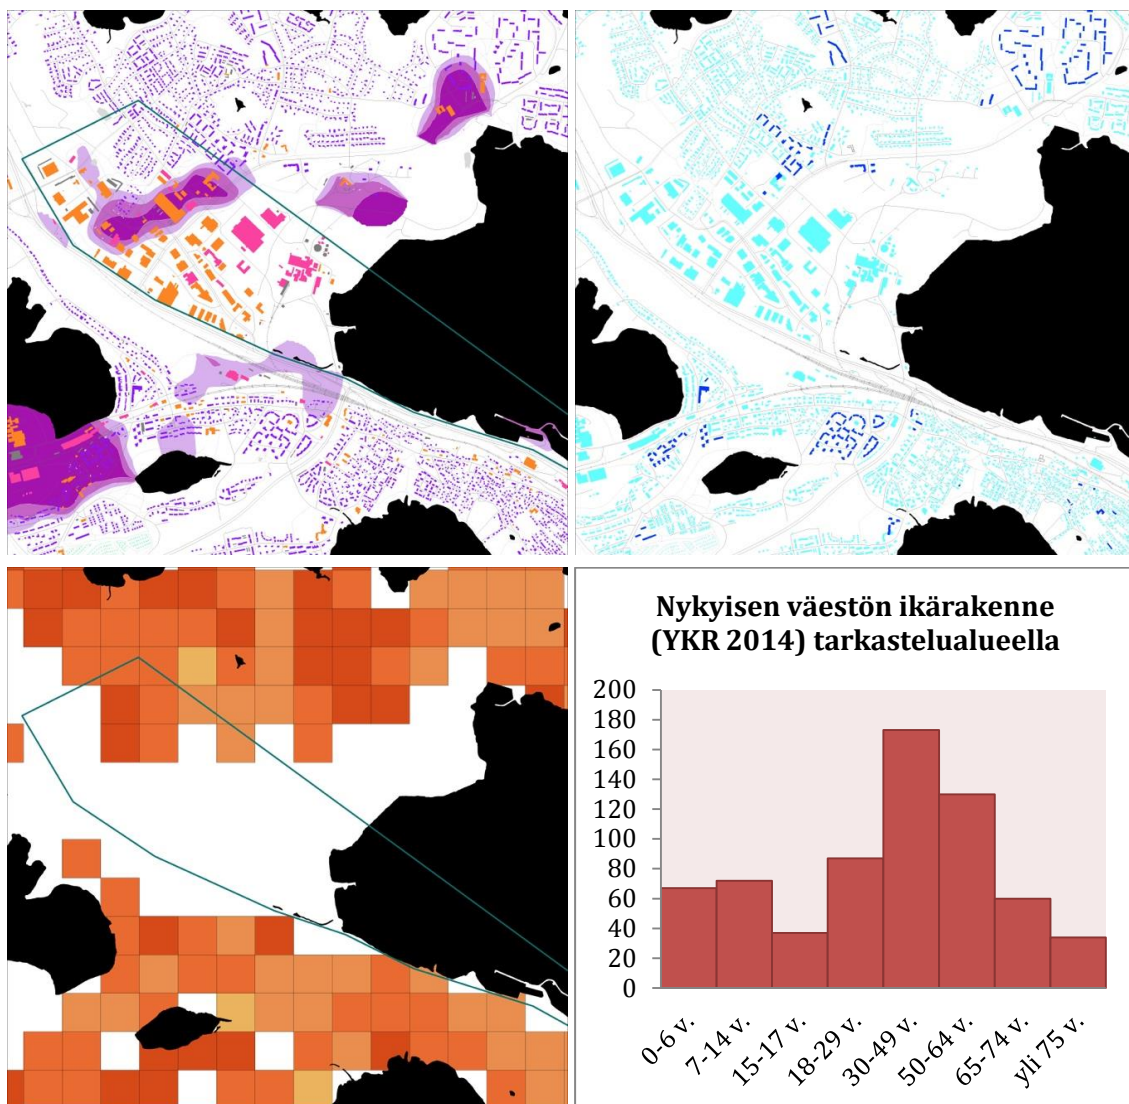 Nykyisen väestön ikärakenne
(YKR 2014) tarkastelualueella
200
180
160
140
120
100
80
60
40
20
0
0-6 v.
7-14 v.
15-17 v.
18-29 v.
30-49 v.
50-64 v.
65-74 v.
yli 75 v.